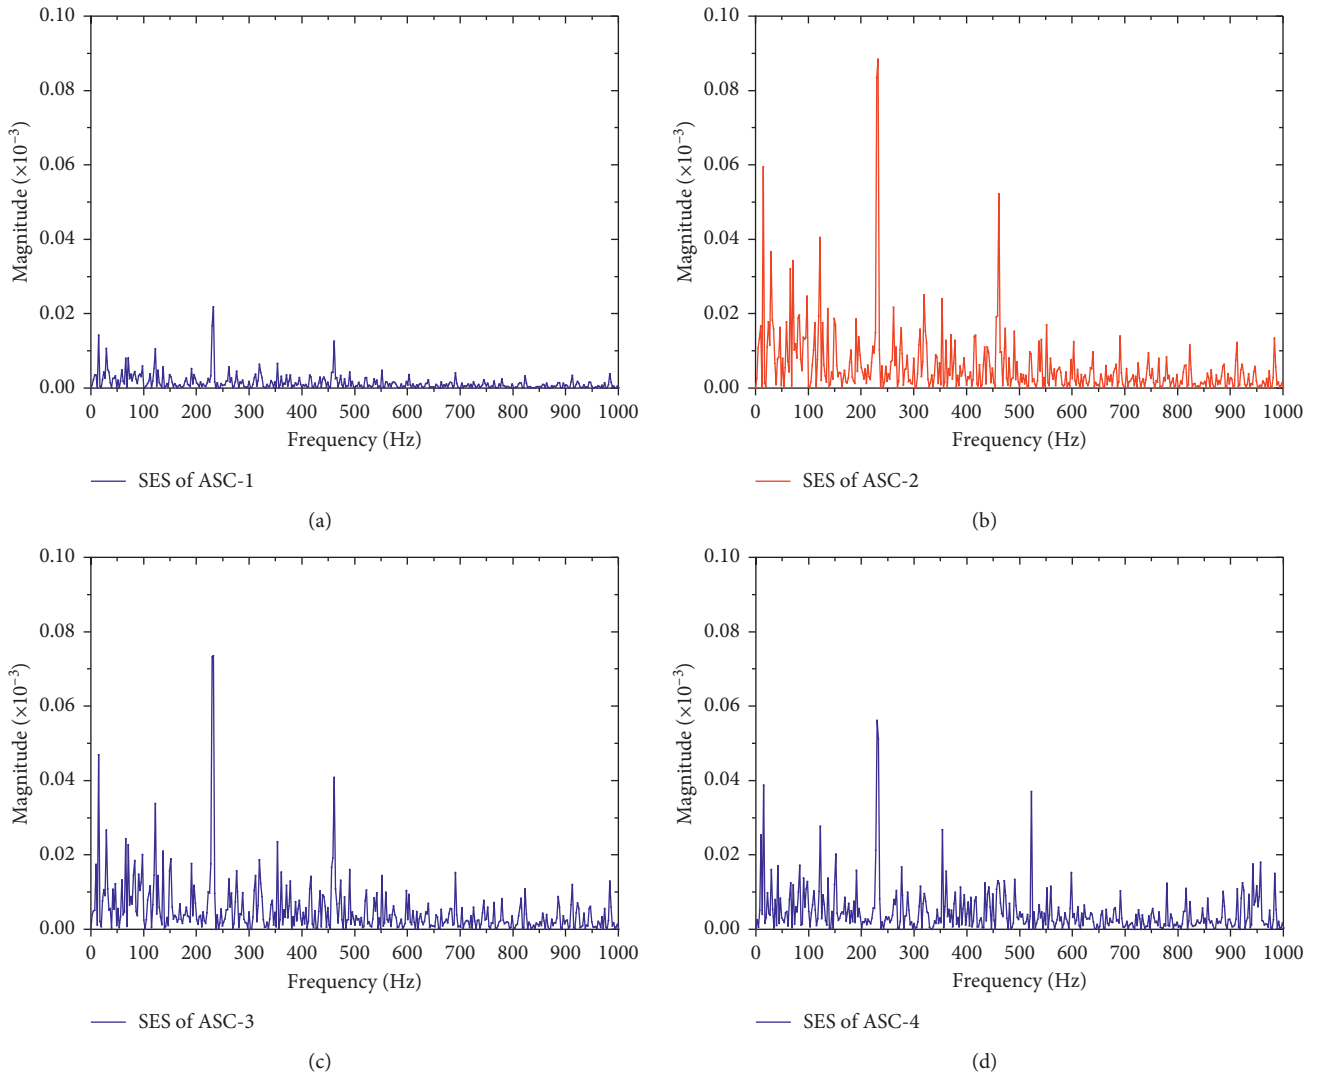 0.10
0.08
0.06
0.04
0.02
0.00
Magnitude (×10⁻³)
0 100 200 300 400 500 600 700 800 900 1000
Frequency (Hz)
SES of ASC-1
(a)
0.10
0.08
0.06
0.04
0.02
0.00
Magnitude (×10⁻³)
0 100 200 300 400 500 600 700 800 900 1000
Frequency (Hz)
SES of ASC-2
(b)
0.10
0.08
0.06
0.04
0.02
0.00
Magnitude (×10⁻³)
0 100 200 300 400 500 600 700 800 900 1000
Frequency (Hz)
SES of ASC-3
(c)
0.10
0.08
0.06
0.04
0.02
0.00
Magnitude (×10⁻³)
0 100 200 300 400 500 600 700 800 900 1000
Frequency (Hz)
SES of ASC-4
(d)